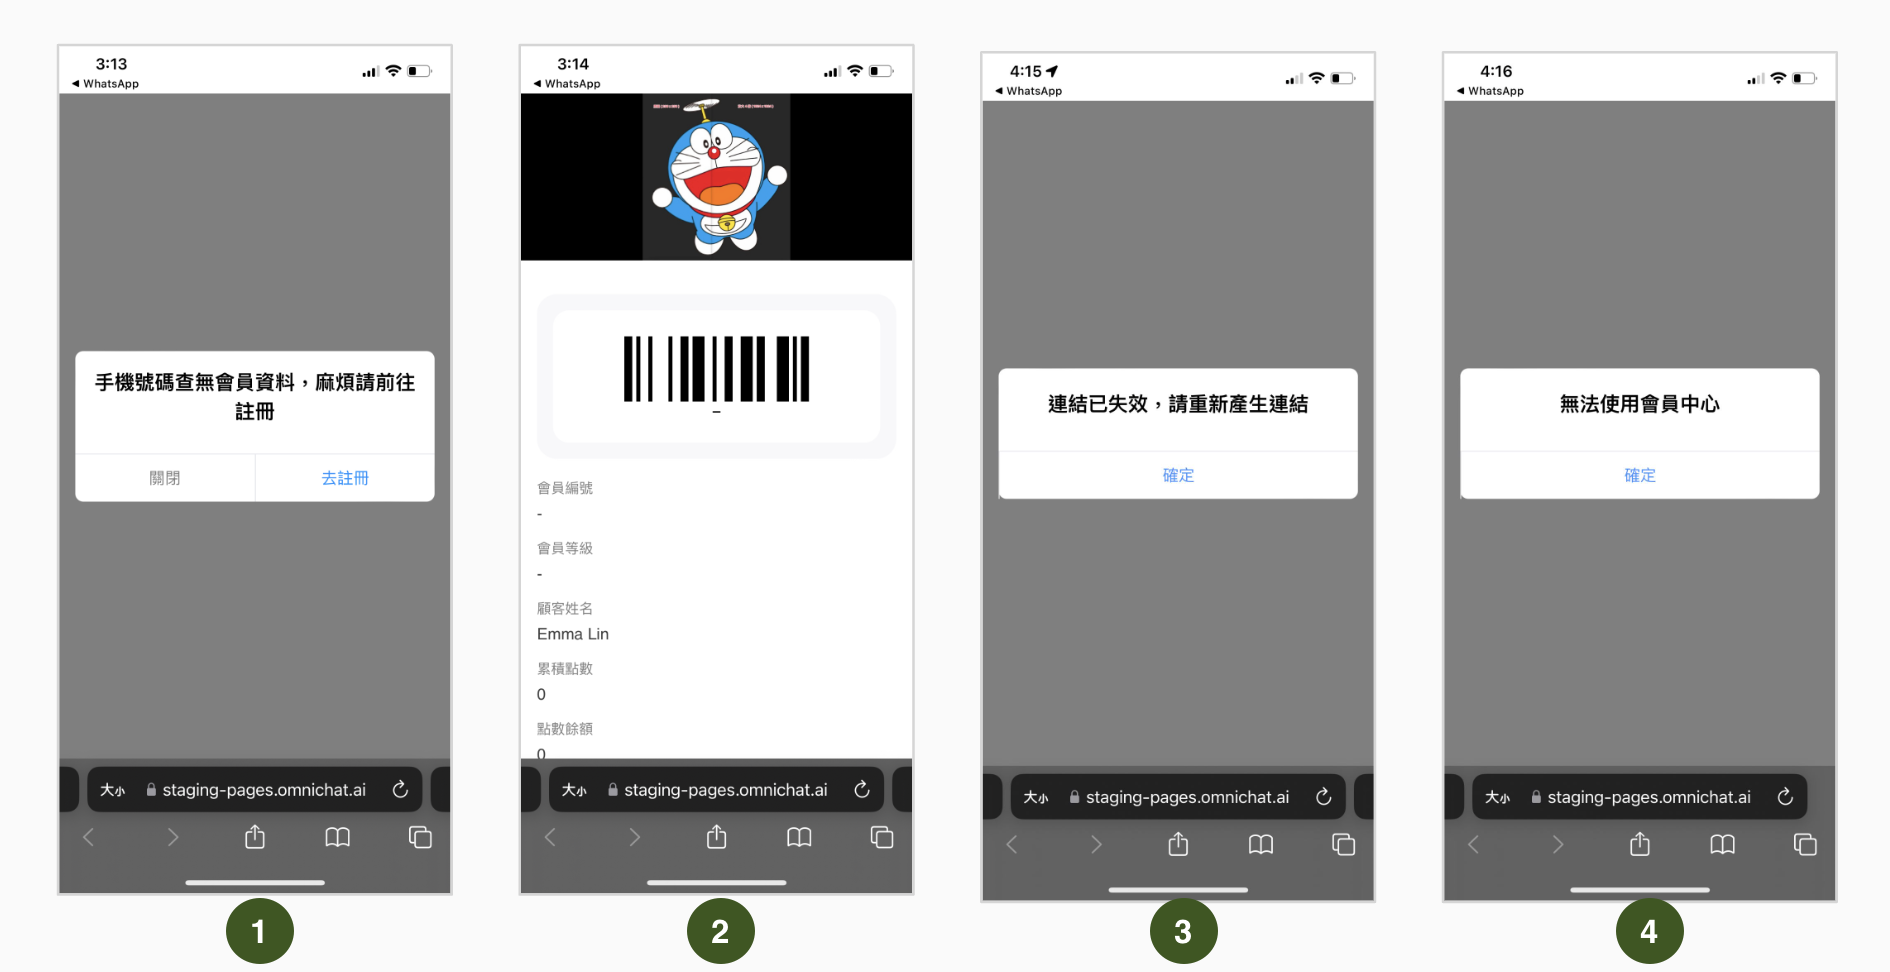 3:13
◀ WhatsApp
手機號碼查無會員資料，麻煩請前往
註冊
關閉
去註冊
大小
staging-pages.omnichat.ai
1
3:14
◀ WhatsApp
–
會員編號
-
會員等級
-
顧客姓名
Emma Lin
累積點數
0
點數餘額
0
大小
staging-pages.omnichat.ai
2
4:15
◀ WhatsApp
連結已失效，請重新產生連結
確定
大小
staging-pages.omnichat.ai
3
4:16
◀ WhatsApp
無法使用會員中心
確定
大小
staging-pages.omnichat.ai
4